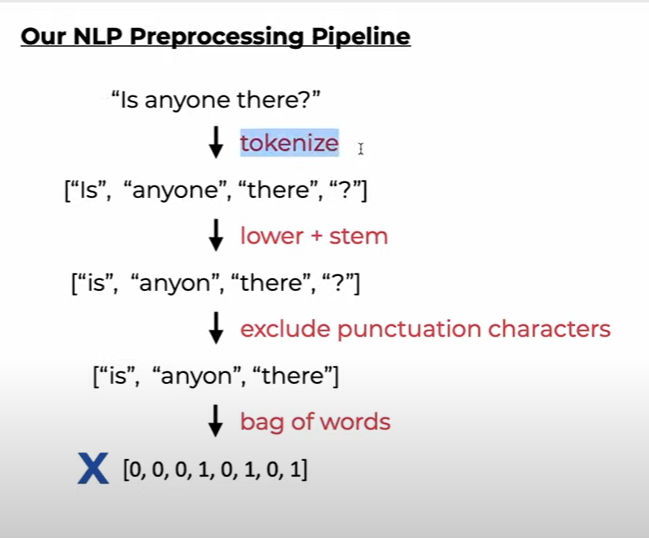 Our NLP Preprocessing Pipeline
“Is anyone there?”
tokenize
[“Is”, “anyone”, “there”, “?”]
lower + stem
[“is”, “anyon”, “there”, “?”]
exclude punctuation characters
[“is”, “anyon”, “there”]
bag of words
X [0, 0, 0, 1, 0, 1, 0, 1]